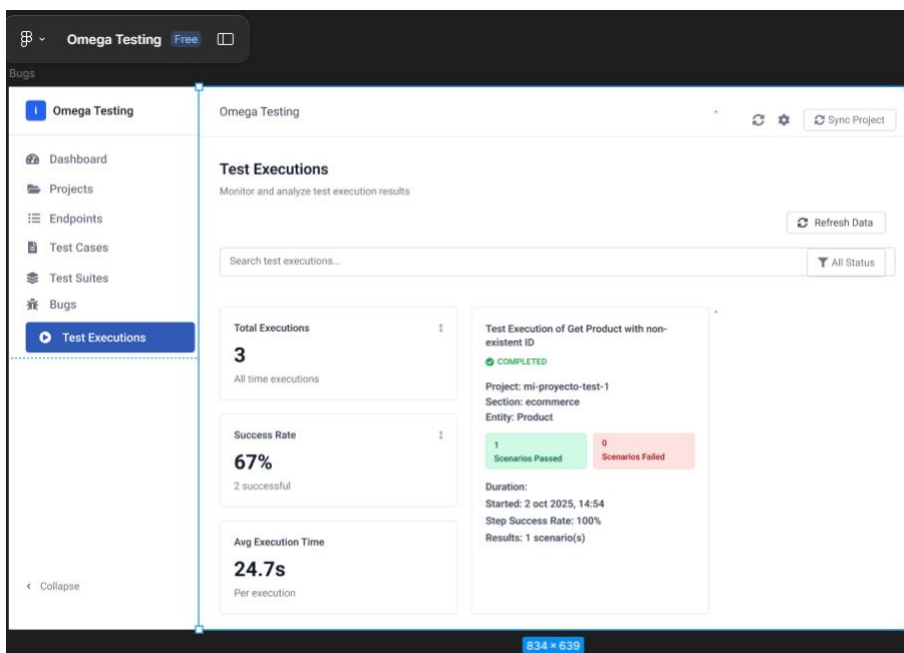 Omega Testing Free
Bugs
Omega Testing
Dashboard
Projects
Endpoints
Test Cases
Test Suites
Bugs
Test Executions
Collapse
Omega Testing
Sync Project
Test Executions
Monitor and analyze test execution results
Refresh Data
Search test executions...
All Status
Total Executions
3
All time executions
Success Rate
67%
2 successful
Avg Execution Time
24.7s
Per execution
Test Execution of Get Product with non-
existent ID
COMPLETED
Project: mi-proyecto-test-1
Section: ecommerce
Entity: Product
1
Scenarios Passed
0
Scenarios Failed
Duration:
Started: 2 oct 2025, 14:54
Step Success Rate: 100%
Results: 1 scenario(s)
834 × 639